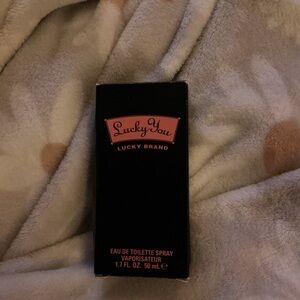 Lucky You
LUCKY BRAND
EAU DE TOILETTE SPRAY
VAPORISATEUR
1.7 FL. OZ. 50 mL ℮